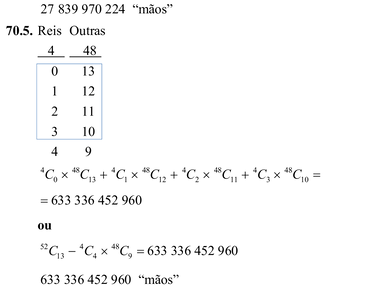 27 839 970 224 “mãos”
70.5. Reis Outras
4 48
0 13
1 12
2 11
3 10
4 9
⁴C₀ × ⁴⁸C₁₃ + ⁴C₁ × ⁴⁸C₁₂ + ⁴C₂ × ⁴⁸C₁₁ + ⁴C₃ × ⁴⁸C₁₀ =
= 633 336 452 960
ou
⁵²C₁₃ − ⁴C₄ × ⁴⁸C₉ = 633 336 452 960
633 336 452 960 “mãos”